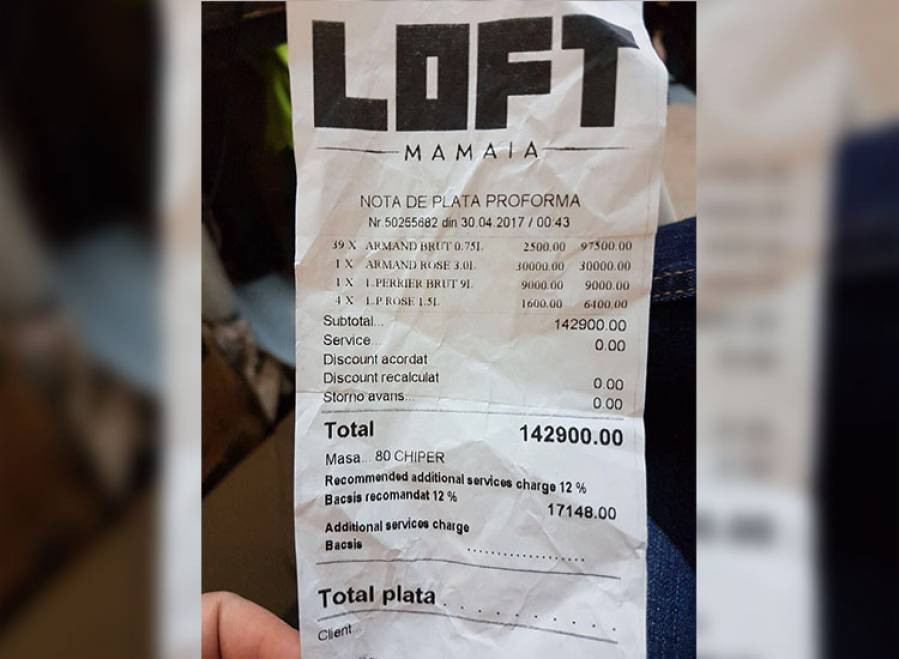 LOFT
MAMAIA
NOTA DE PLATA PROFORMA
Nr.50255682 din 30.04.2017 / 00:43
39 X ARMAND BRUT 0.75L 2500.00 97500.00
1 X ARMAND ROSE 3.0L 30000.00 30000.00
1 X L.PERRIER BRUT 9L 9000.00 9000.00
4 X L.P ROSE 1.5L 1600.00 6400.00
Subtotal... 142900.00
Service... 0.00
Discount acordat
Discount recalculat 0.00
Storno avans... 0.00
Total 142900.00
Masa... 80 CHIPER
Recommended additional services charge 12 %
Bacsis recomandat 12 %
17148.00
Additional services charge
Bacsis ...................
Total plata . . . . . . . .
Client